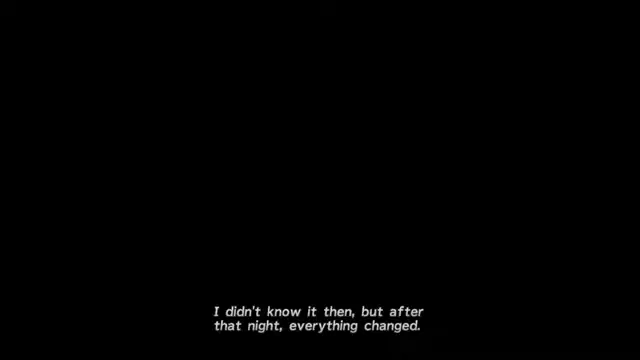 I didn't know it then, but after
that night, everything changed.